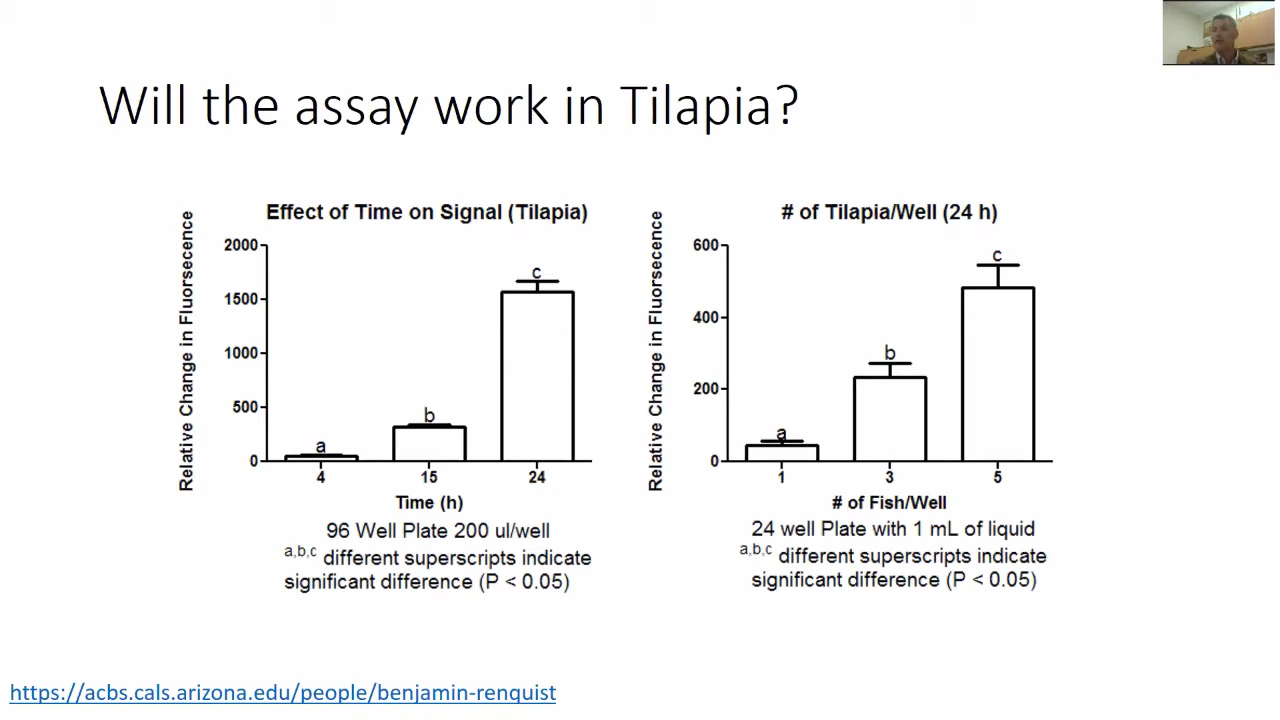 Will the assay work in Tilapia?
Effect of Time on Signal (Tilapia)
Relative Change in Fluorsecence
2000
1500
1000
500
0
a
b
c
4 15 24
Time (h)
96 Well Plate 200 ul/well
a,b,c different superscripts indicate
significant difference (P < 0.05)
# of Tilapia/Well (24 h)
Relative Change in Fluorescence
600
400
200
0
a
b
c
1 3 5
# of Fish/Well
24 well Plate with 1 mL of liquid
a,b,c different superscripts indicate
significant difference (P < 0.05)
https://acbs.cals.arizona.edu/people/benjamin-renquist